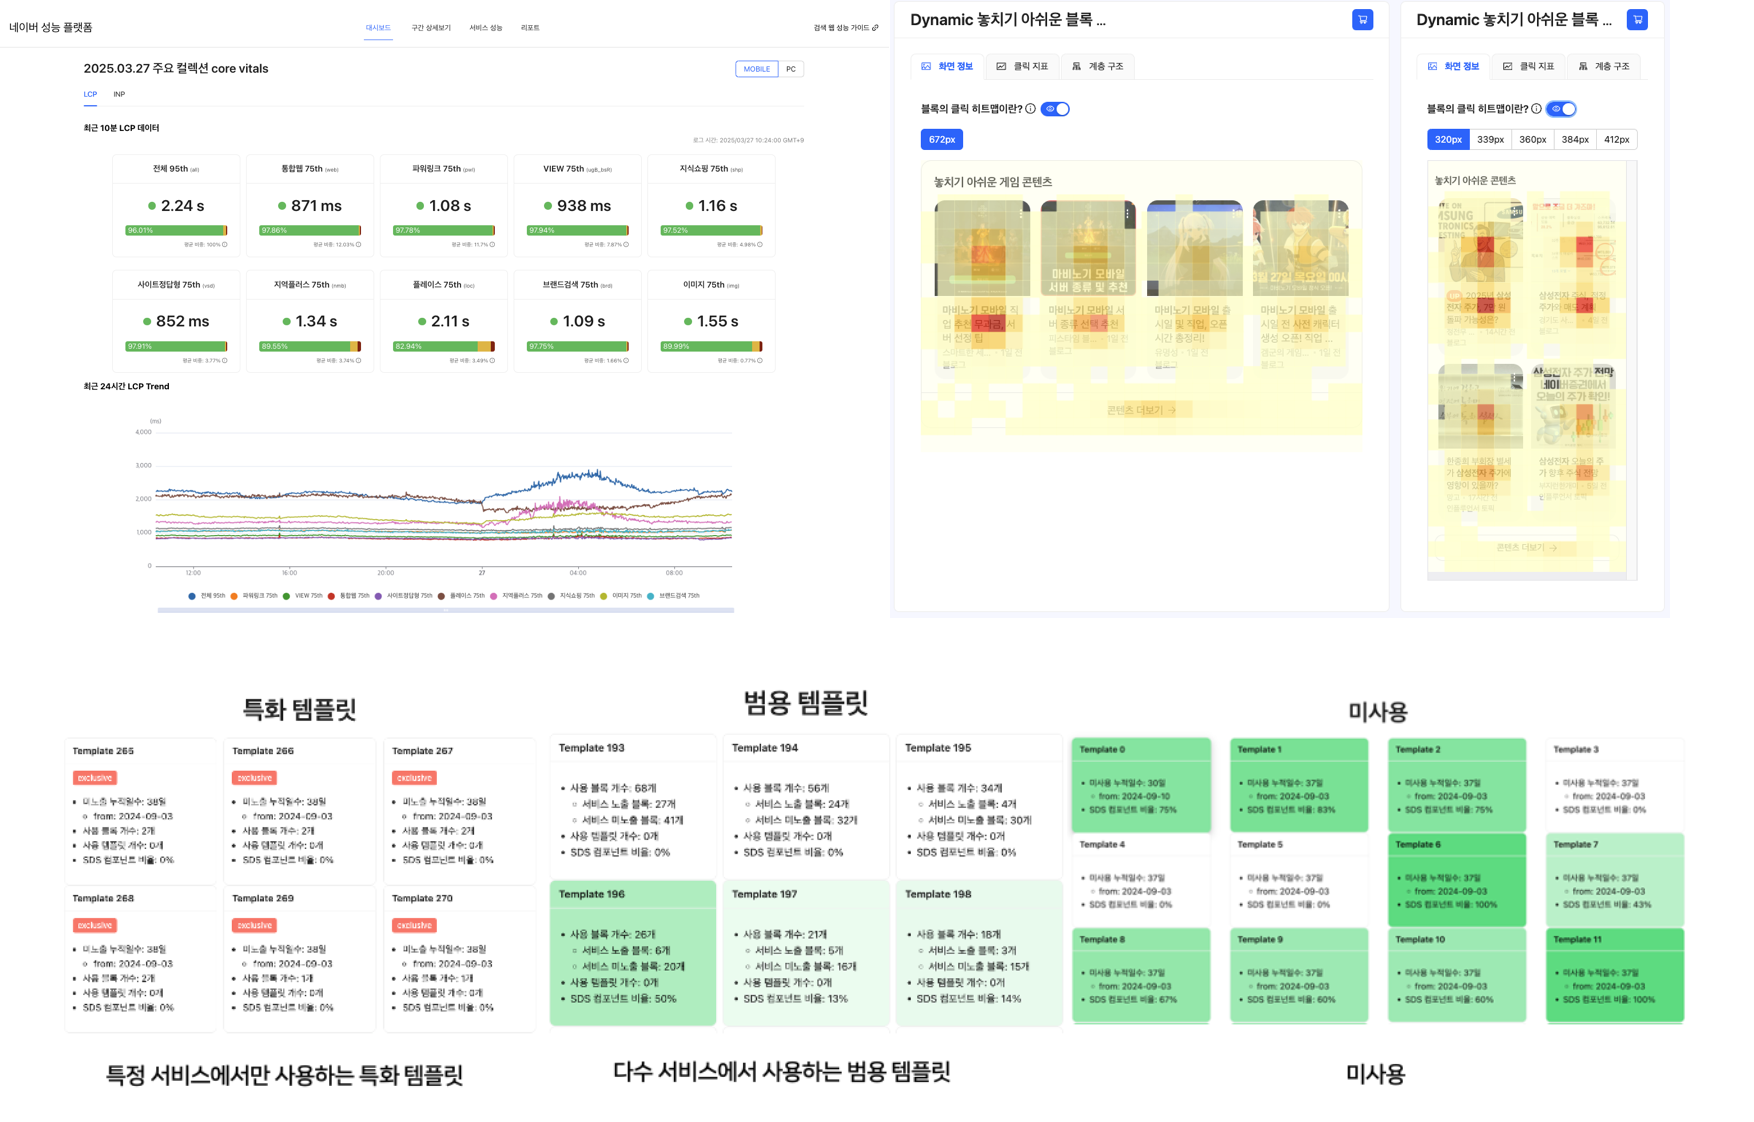 네이버 성능 플랫폼
대시보드
구간 상세보기
서비스 성능
리포트
검색 웹 성능 가이드
2025.03.27 주요 컬렉션 core vitals
MOBILE
PC
LCP
INP
최근 10분 LCP 데이터
로그 시간: 2025/03/27 10:24:00 GMT+9
전체 95th (all)
2.24 s
96.01%
평균 비중: 100%
통합웹 75th (web)
871 ms
97.86%
평균 비중: 12.03%
파워링크 75th (pwl)
1.08 s
97.78%
평균 비중: 11.7%
VIEW 75th (ugB_bsR)
938 ms
97.94%
평균 비중: 7.87%
지식쇼핑 75th (shp)
1.16 s
97.52%
평균 비중: 4.98%
사이트정답형 75th (vsd)
852 ms
97.91%
평균 비중: 3.77%
지역플러스 75th (nmb)
1.34 s
89.55%
평균 비중: 3.74%
플레이스 75th (loc)
2.11 s
82.94%
평균 비중: 3.49%
브랜드검색 75th (brd)
1.09 s
97.75%
평균 비중: 1.66%
이미지 75th (img)
1.55 s
89.99%
평균 비중: 0.77%
최근 24시간 LCP Trend
(ms)
4,000
3,000
2,000
1,000
0
12:00
16:00
20:00
27
04:00
08:00
전체 95th
파워링크 75th
VIEW 75th
통합웹 75th
사이트정답형 75th
플레이스 75th
지역플러스 75th
지식쇼핑 75th
이미지 75th
브랜드검색 75th
Dynamic 놓치기 아쉬운 블록 ...
화면 정보
클릭 지표
계층 구조
블록의 클릭 히트맵이란?
672px
놓치기 아쉬운 게임 콘텐츠
마비노기 모바일
서버 종류 및 추천
3월 27일 목요일 00시
마비노기 모바일 직
업 추천 무과금, 서
버 선정 팁
1일 전
블로그
마비노기 모바일 서
버 종류 선택 추천
1일 전
블로그
마비노기 모바일 출
시일 및 직업, 오픈
시간 총정리!
1일 전
블로그
마비노기 모바일 출
시일 전 사전 캐릭터
생성 오픈! 직업 ...
1일 전
블로그
콘텐츠 더보기
Dynamic 놓치기 아쉬운 블록 ...
화면 정보
클릭 지표
계층 구조
블록의 클릭 히트맵이란?
320px
339px
360px
384px
412px
놓치기 아쉬운 콘텐츠
콘텐츠 더보기
특화 템플릿
Template 265
exclusive
미노출 누적일수: 38일
from: 2024-09-03
사용 블록 개수: 2개
사용 템플릿 개수: 0개
SDS 컴포넌트 비율: 0%
Template 266
exclusive
미노출 누적일수: 38일
from: 2024-09-03
사용 블록 개수: 2개
사용 템플릿 개수: 0개
SDS 컴포넌트 비율: 0%
Template 267
exclusive
미노출 누적일수: 38일
from: 2024-09-03
사용 블록 개수: 2개
사용 템플릿 개수: 0개
SDS 컴포넌트 비율: 0%
Template 268
exclusive
미노출 누적일수: 38일
from: 2024-09-03
사용 블록 개수: 2개
사용 템플릿 개수: 0개
SDS 컴포넌트 비율: 0%
Template 269
exclusive
미노출 누적일수: 38일
from: 2024-09-03
사용 블록 개수: 1개
사용 템플릿 개수: 0개
SDS 컴포넌트 비율: 0%
Template 270
exclusive
미노출 누적일수: 38일
from: 2024-09-03
사용 블록 개수: 1개
사용 템플릿 개수: 0개
SDS 컴포넌트 비율: 0%
특정 서비스에서만 사용하는 특화 템플릿
범용 템플릿
Template 193
사용 블록 개수: 68개
서비스 노출 블록: 27개
서비스 미노출 블록: 41개
사용 템플릿 개수: 0개
SDS 컴포넌트 비율: 0%
Template 194
사용 블록 개수: 56개
서비스 노출 블록: 24개
서비스 미노출 블록: 32개
사용 템플릿 개수: 0개
SDS 컴포넌트 비율: 0%
Template 195
사용 블록 개수: 34개
서비스 노출 블록: 4개
서비스 미노출 블록: 30개
사용 템플릿 개수: 0개
SDS 컴포넌트 비율: 0%
Template 196
사용 블록 개수: 26개
서비스 노출 블록: 6개
서비스 미노출 블록: 20개
사용 템플릿 개수: 0개
SDS 컴포넌트 비율: 50%
Template 197
사용 블록 개수: 21개
서비스 노출 블록: 5개
서비스 미노출 블록: 16개
사용 템플릿 개수: 0개
SDS 컴포넌트 비율: 13%
Template 198
사용 블록 개수: 18개
서비스 노출 블록: 3개
서비스 미노출 블록: 15개
사용 템플릿 개수: 0개
SDS 컴포넌트 비율: 14%
다수 서비스에서 사용하는 범용 템플릿
미사용
Template 0
미사용 누적일수: 30일
from: 2024-09-10
SDS 컴포넌트 비율: 75%
Template 1
미사용 누적일수: 37일
from: 2024-09-03
SDS 컴포넌트 비율: 83%
Template 2
미사용 누적일수: 37일
from: 2024-09-03
SDS 컴포넌트 비율: 75%
Template 3
미사용 누적일수: 37일
from: 2024-09-03
SDS 컴포넌트 비율: 0%
Template 4
미사용 누적일수: 37일
from: 2024-09-03
SDS 컴포넌트 비율: 0%
Template 5
미사용 누적일수: 37일
from: 2024-09-03
SDS 컴포넌트 비율: 0%
Template 6
미사용 누적일수: 37일
from: 2024-09-03
SDS 컴포넌트 비율: 100%
Template 7
미사용 누적일수: 37일
from: 2024-09-03
SDS 컴포넌트 비율: 43%
Template 8
미사용 누적일수: 37일
from: 2024-09-03
SDS 컴포넌트 비율: 67%
Template 9
미사용 누적일수: 37일
from: 2024-09-03
SDS 컴포넌트 비율: 60%
Template 10
미사용 누적일수: 37일
from: 2024-09-03
SDS 컴포넌트 비율: 60%
Template 11
미사용 누적일수: 37일
from: 2024-09-03
SDS 컴포넌트 비율: 100%
미사용